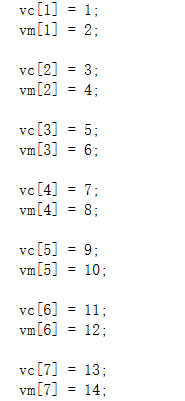 vc[1] = 1;
vm[1] = 2;
vc[2] = 3;
vm[2] = 4;
vc[3] = 5;
vm[3] = 6;
vc[4] = 7;
vm[4] = 8;
vc[5] = 9;
vm[5] = 10;
vc[6] = 11;
vm[6] = 12;
vc[7] = 13;
vm[7] = 14;